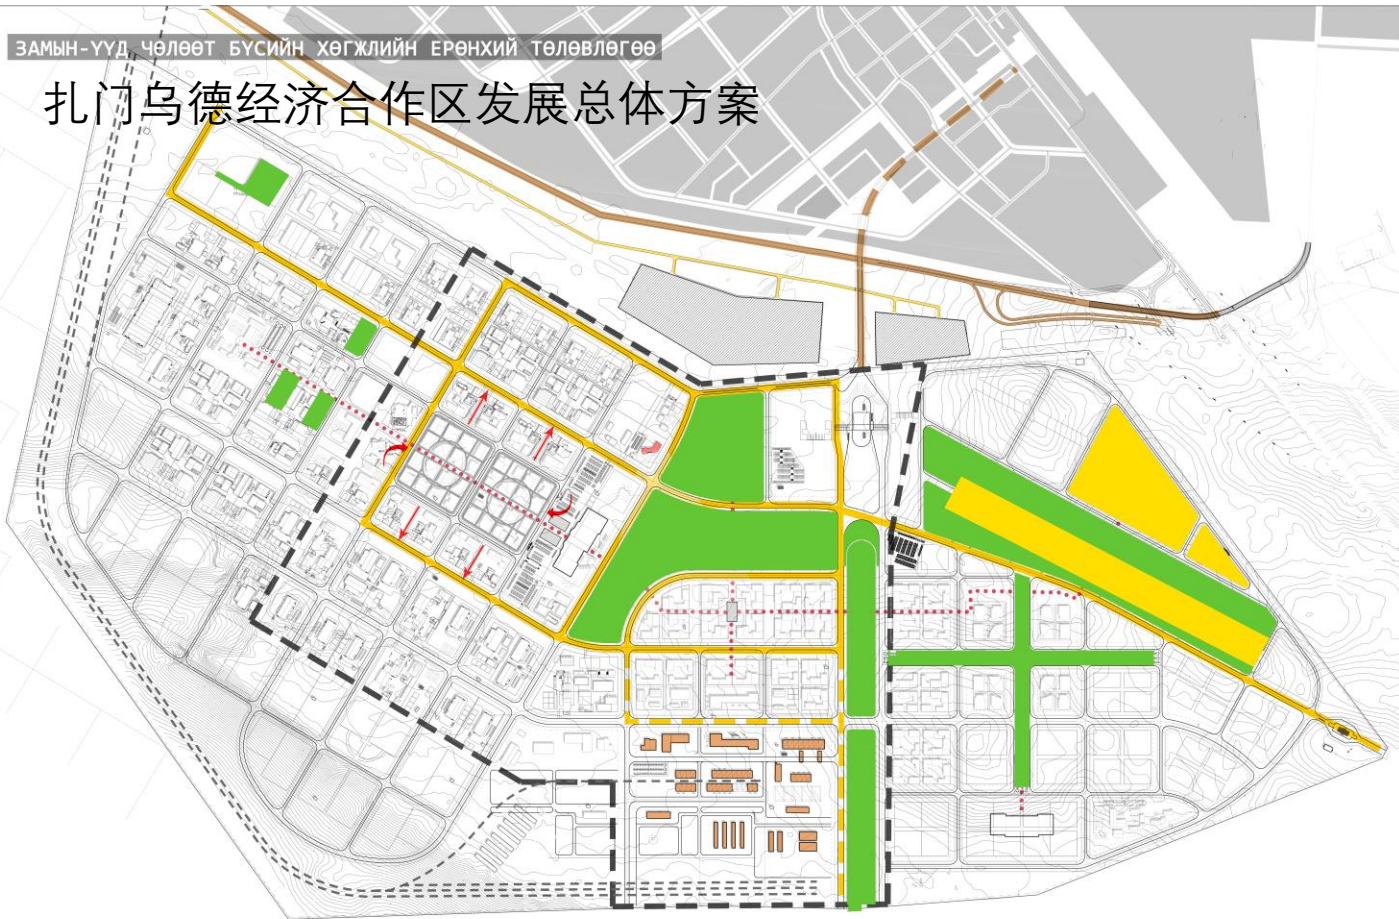 ЗАМЫН-ҮҮД ЧӨЛӨӨТ БҮСИЙН ХӨГЖЛИЙН ЕРӨНХИЙ ТӨЛӨВЛӨГӨӨ
扎门乌德经济合作区发展总体方案